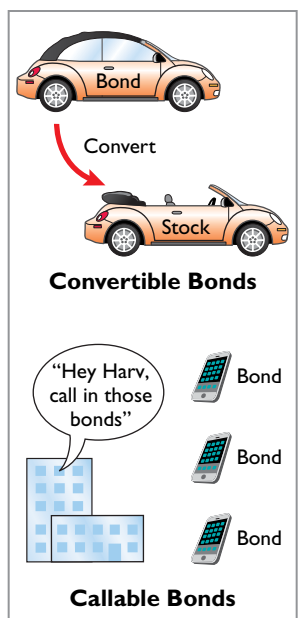 Bond
Convert
Stock
Convertible Bonds
“Hey Harv,
call in those
bonds”
Bond
Bond
Bond
Callable Bonds